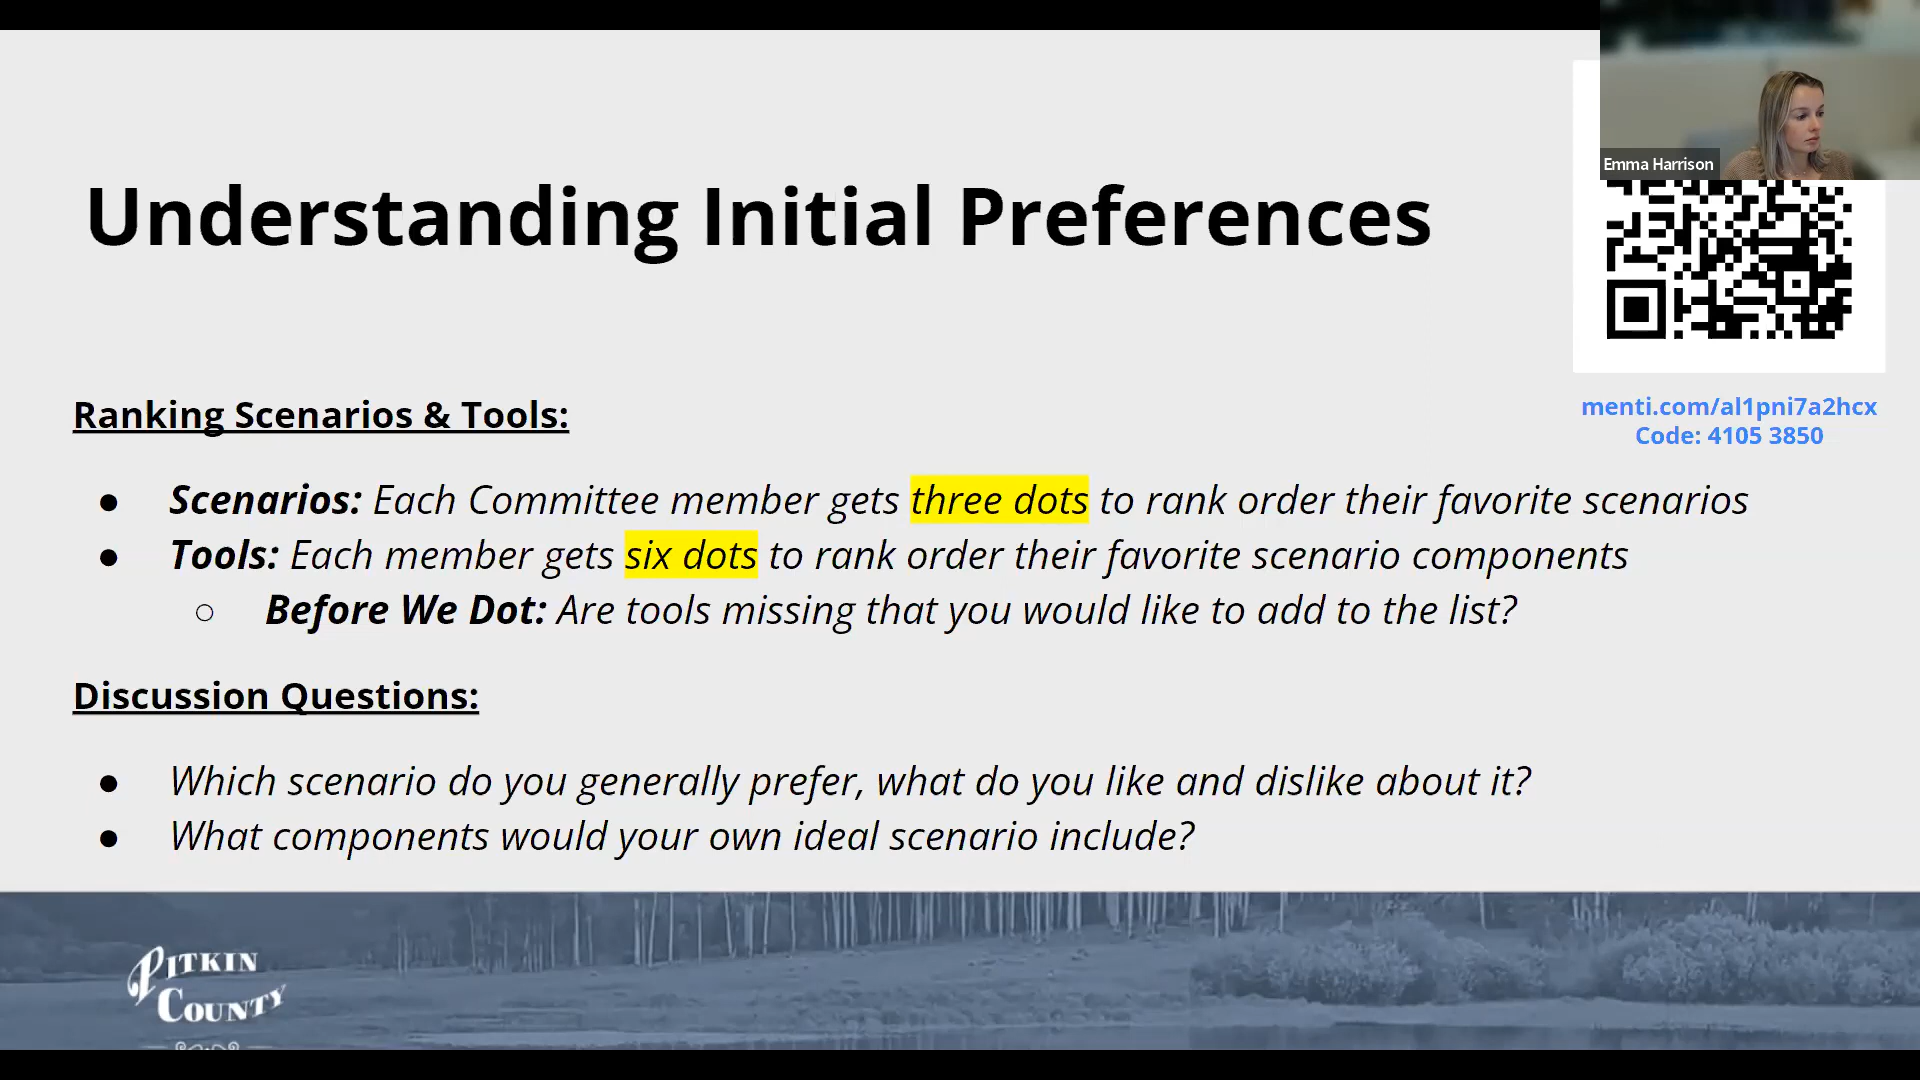 Emma Harrison
Understanding Initial Preferences
menti.com/al1pni7a2hcx
Code: 4105 3850
Ranking Scenarios & Tools:
● Scenarios: Each Committee member gets three dots to rank order their favorite scenarios
● Tools: Each member gets six dots to rank order their favorite scenario components
○ Before We Dot: Are tools missing that you would like to add to the list?
Discussion Questions:
● Which scenario do you generally prefer, what do you like and dislike about it?
● What components would your own ideal scenario include?
PITKIN
COUNTY